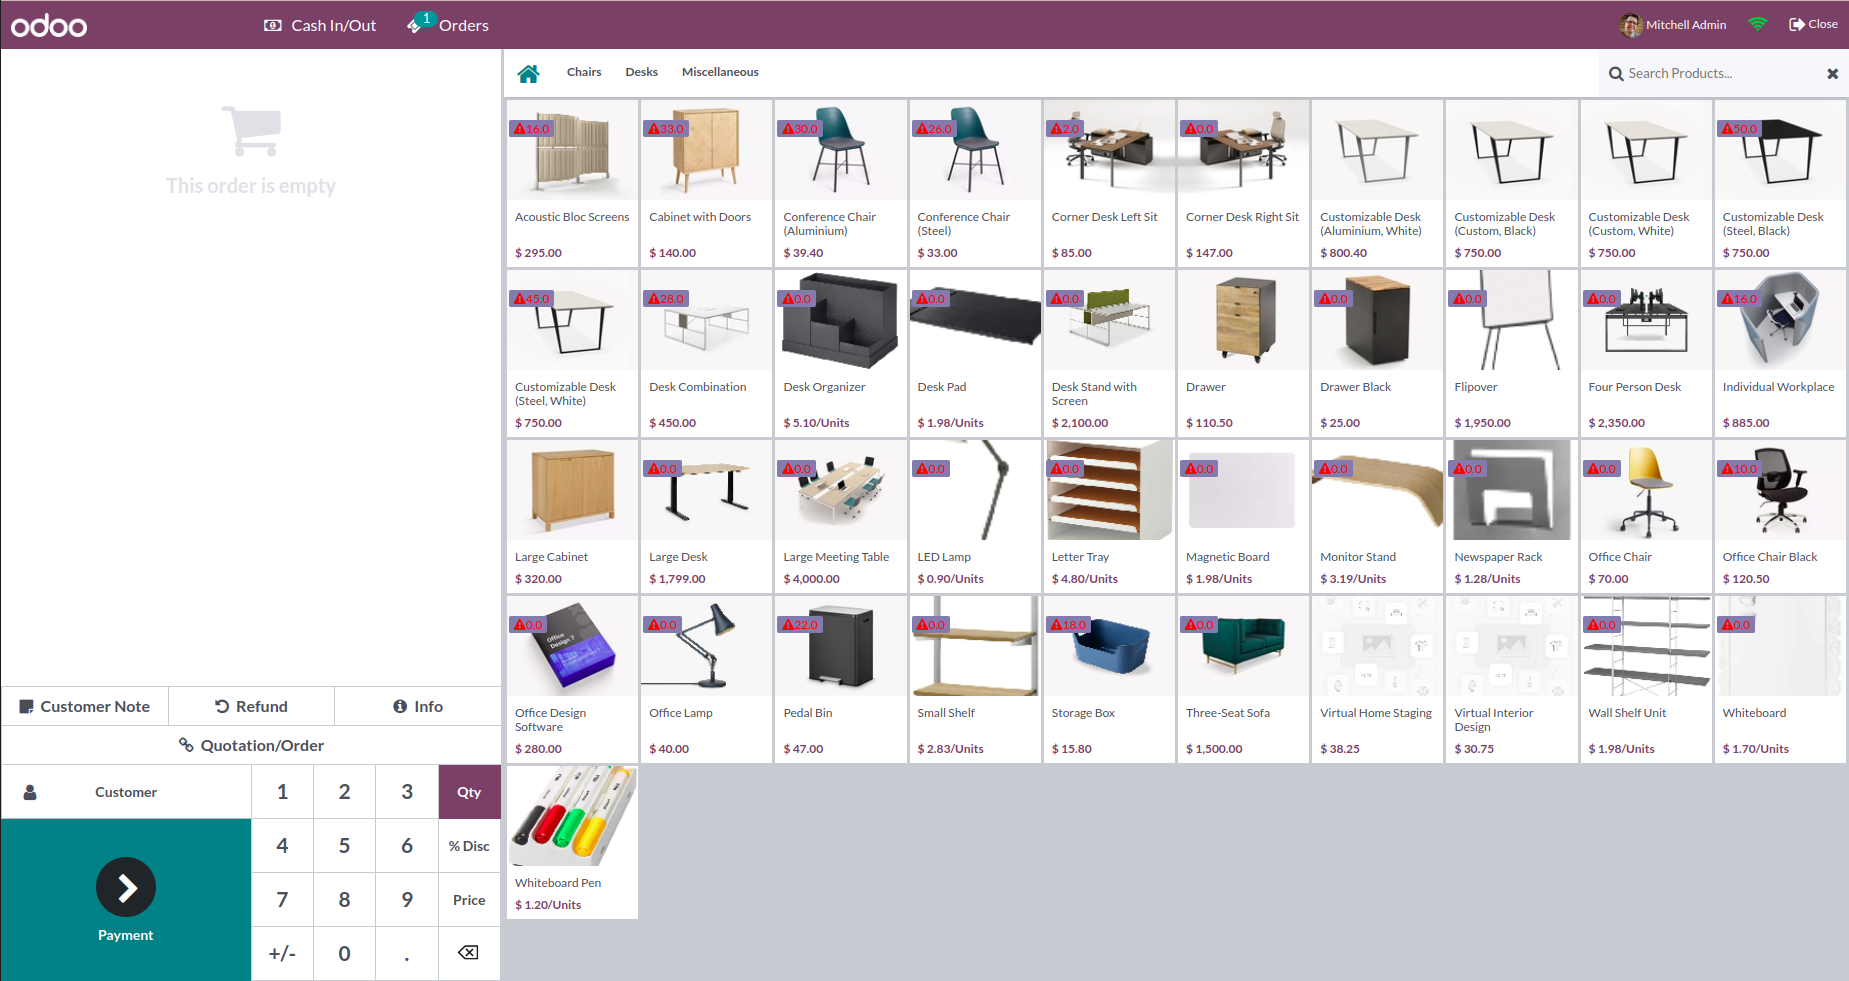 odoo
Cash In/Out
1
Orders
Mitchell Admin
Close
This order is empty
Chairs
Desks
Miscellaneous
Search Products...
16.0
33.0
30.0
26.0
2.0
0.0
50.0
Acoustic Bloc Screens
$ 295.00
Cabinet with Doors
$ 140.00
Conference Chair
(Aluminium)
$ 39.40
Conference Chair
(Steel)
$ 33.00
Corner Desk Left Sit
$ 85.00
Corner Desk Right Sit
$ 147.00
Customizable Desk
(Aluminium, White)
$ 800.40
Customizable Desk
(Custom, Black)
$ 750.00
Customizable Desk
(Custom, White)
$ 750.00
Customizable Desk
(Steel, Black)
$ 750.00
45.0
28.0
0.0
0.0
0.0
0.0
0.0
0.0
16.0
Customizable Desk
(Steel, White)
$ 750.00
Desk Combination
$ 450.00
Desk Organizer
$ 5.10/Units
Desk Pad
$ 1.98/Units
Desk Stand with
Screen
$ 2,100.00
Drawer
$ 110.50
Drawer Black
$ 25.00
Flipover
$ 1,950.00
Four Person Desk
$ 2,350.00
Individual Workplace
$ 885.00
0.0
0.0
0.0
0.0
0.0
0.0
0.0
0.0
10.0
Large Cabinet
$ 320.00
Large Desk
$ 1,799.00
Large Meeting Table
$ 4,000.00
LED Lamp
$ 0.90/Units
Letter Tray
$ 4.80/Units
Magnetic Board
$ 1.98/Units
Monitor Stand
$ 3.19/Units
Newspaper Rack
$ 1.28/Units
Office Chair
$ 70.00
Office Chair Black
$ 120.50
0.0
Office
Design 7
0.0
22.0
0.0
18.0
0.0
0.0
0.0
Office Design
Software
$ 280.00
Office Lamp
$ 40.00
Pedal Bin
$ 47.00
Small Shelf
$ 2.83/Units
Storage Box
$ 15.80
Three-Seat Sofa
$ 1,500.00
Virtual Home Staging
$ 38.25
Virtual Interior
Design
$ 30.75
Wall Shelf Unit
$ 1.98/Units
Whiteboard
$ 1.70/Units
Whiteboard Pen
$ 1.20/Units
Customer Note
Refund
Info
Quotation/Order
Customer
1
2
3
Qty
4
5
6
% Disc
7
8
9
Price
+/-
0
.
Payment